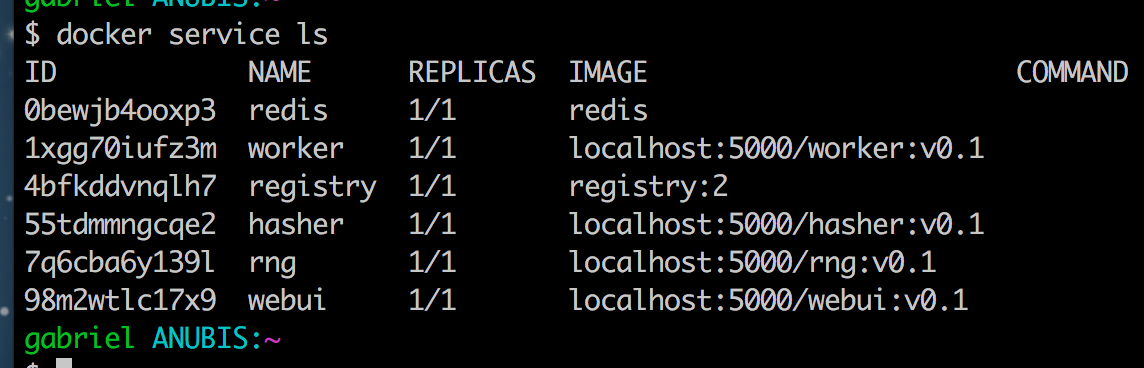 gabriel ANUBIS:~
$ docker service ls
ID NAME REPLICAS IMAGE COMMAND
0bewjb4ooxp3 redis 1/1 redis
1xgg70iufz3m worker 1/1 localhost:5000/worker:v0.1
4bfkddvnqlh7 registry 1/1 registry:2
55tdmmngcqe2 hasher 1/1 localhost:5000/hasher:v0.1
7q6cba6y139l rng 1/1 localhost:5000/rng:v0.1
98m2wtlc17x9 webui 1/1 localhost:5000/webui:v0.1
gabriel ANUBIS:~
$